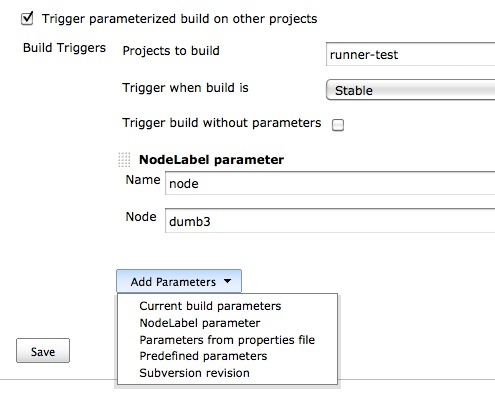 Trigger parameterized build on other projects
Build Triggers
Projects to build
runner-test
Trigger when build is
Stable
Trigger build without parameters
NodeLabel parameter
Name
node
Node
dumb3
Add Parameters
Current build parameters
NodeLabel parameter
Parameters from properties file
Predefined parameters
Subversion revision
Save